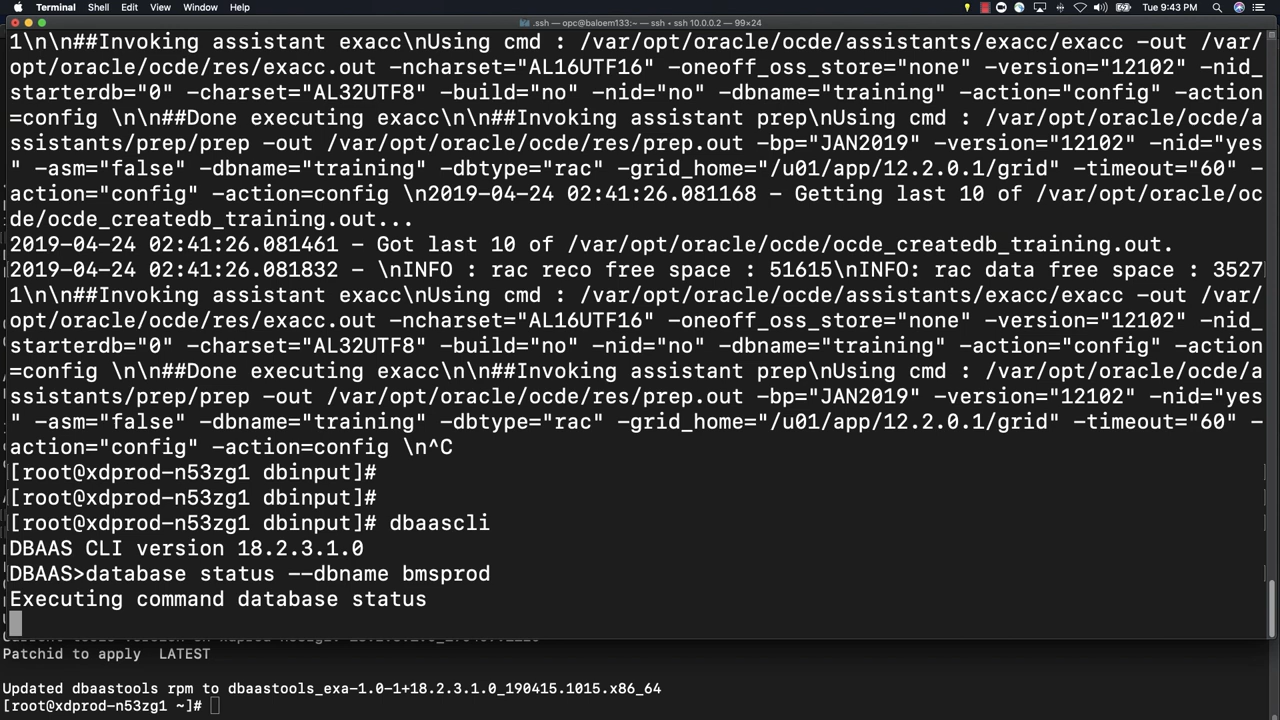 Terminal Shell Edit View Window Help Tue 9:43 PM
.ssh — opc@baloem133:~ — ssh • ssh 10.0.0.2 — 99×24
1\n\n##Invoking assistant exacc\nUsing cmd : /var/opt/oracle/ocde/assistants/exacc/exacc -out /var/
opt/oracle/ocde/res/exacc.out -ncharset="AL16UTF16" -oneoff_oss_store="none" -version="12102" -nid_
starterdb="0" -charset="AL32UTF8" -build="no" -nid="no" -dbname="training" -action="config" -action
=config \n\n##Done executing exacc\n\n##Invoking assistant prep\nUsing cmd : /var/opt/oracle/ocde/a
ssistants/prep/prep -out /var/opt/oracle/ocde/res/prep.out -bp="JAN2019" -version="12102" -nid="yes
" -asm="false" -dbname="training" -dbtype="rac" -grid_home="/u01/app/12.2.0.1/grid" -timeout="60" -
action="config" -action=config \n2019-04-24 02:41:26.081168 - Getting last 10 of /var/opt/oracle/oc
de/ocde_createdb_training.out...
2019-04-24 02:41:26.081461 - Got last 10 of /var/opt/oracle/ocde/ocde_createdb_training.out.
2019-04-24 02:41:26.081832 - \nINFO : rac reco free space : 51615\nINFO: rac data free space : 3527
1\n\n##Invoking assistant exacc\nUsing cmd : /var/opt/oracle/ocde/assistants/exacc/exacc -out /var/
opt/oracle/ocde/res/exacc.out -ncharset="AL16UTF16" -oneoff_oss_store="none" -version="12102" -nid_
starterdb="0" -charset="AL32UTF8" -build="no" -nid="no" -dbname="training" -action="config" -action
=config \n\n##Done executing exacc\n\n##Invoking assistant prep\nUsing cmd : /var/opt/oracle/ocde/a
ssistants/prep/prep -out /var/opt/oracle/ocde/res/prep.out -bp="JAN2019" -version="12102" -nid="yes
" -asm="false" -dbname="training" -dbtype="rac" -grid_home="/u01/app/12.2.0.1/grid" -timeout="60" -
action="config" -action=config \n^C
[root@xdprod-n53zg1 dbinput]#
[root@xdprod-n53zg1 dbinput]#
[root@xdprod-n53zg1 dbinput]# dbaascli
DBAAS CLI version 18.2.3.1.0
DBAAS>database status --dbname bmsprod
Executing command database status
Patchid to apply LATEST
Updated dbaastools rpm to dbaastools_exa-1.0-1+18.2.3.1.0_190415.1015.x86_64
[root@xdprod-n53zg1 ~]#